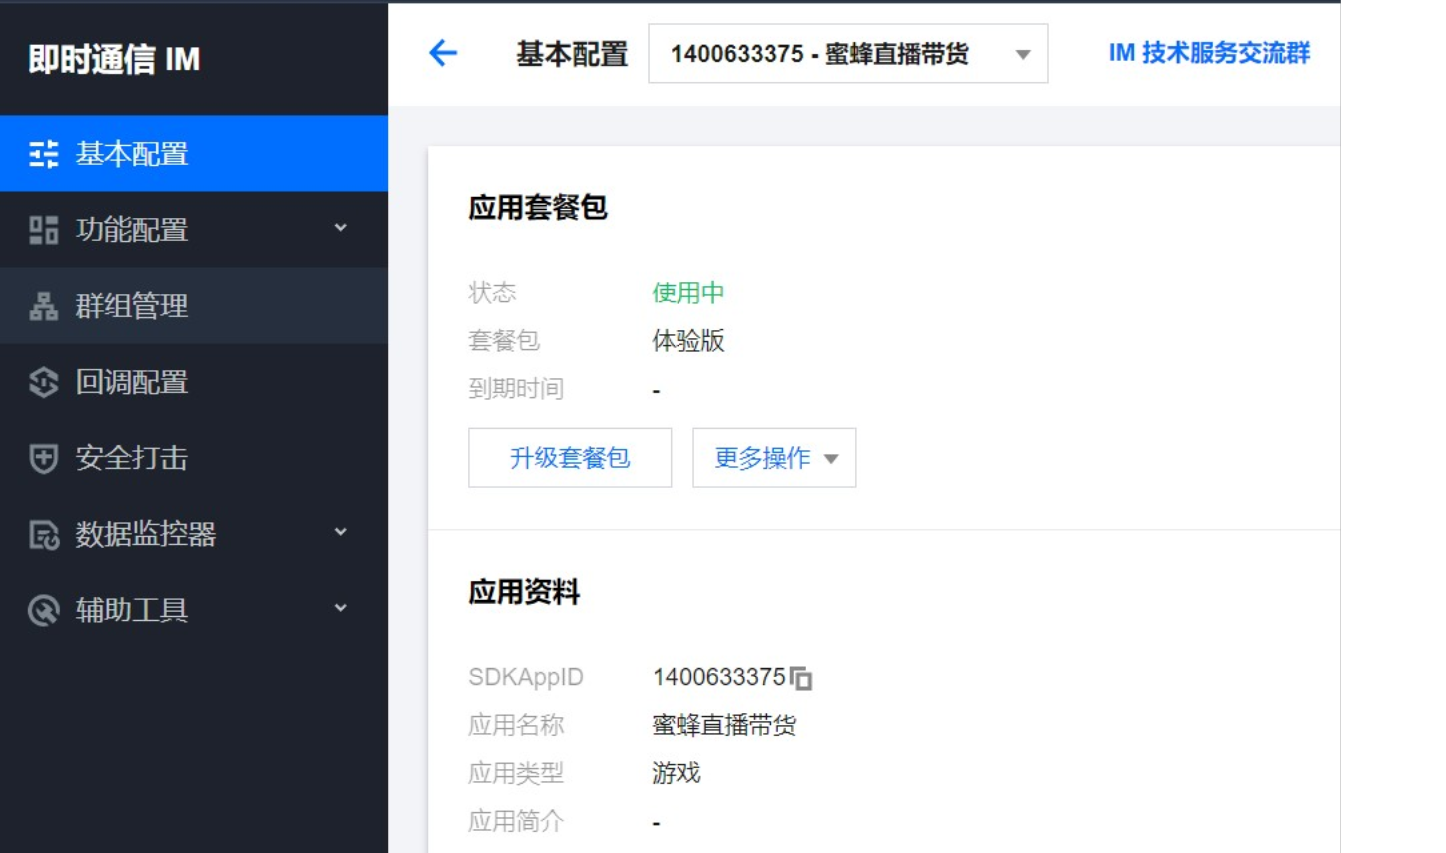 即时通信 IM
基本配置
功能配置
群组管理
回调配置
安全打击
数据监控器
辅助工具
基本配置 1400633375 - 蜜蜂直播带货 IM 技术服务交流群
应用套餐包
状态 使用中
套餐包 体验版
到期时间 -
升级套餐包 更多操作
应用资料
SDKAppID 1400633375
应用名称 蜜蜂直播带货
应用类型 游戏
应用简介 -